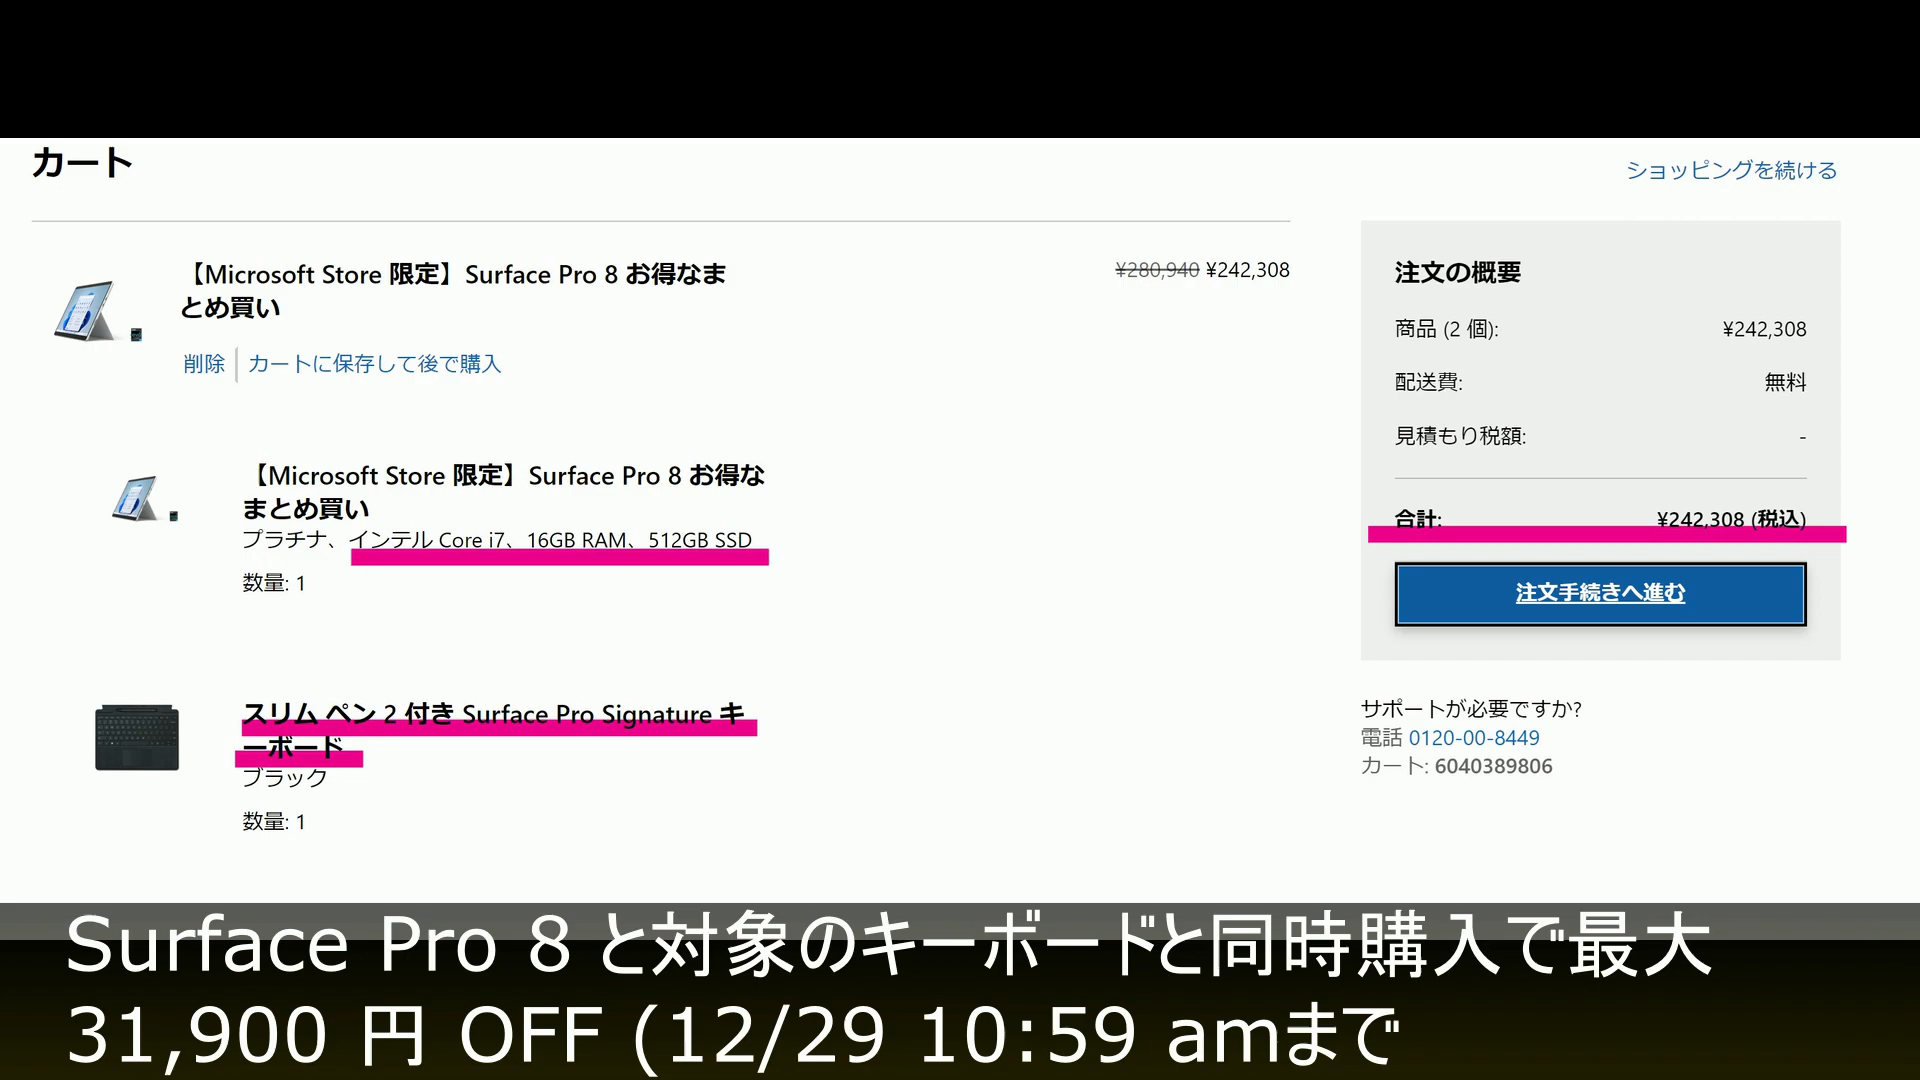 カート
ショッピングを続ける
【Microsoft Store 限定】Surface Pro 8 お得なま
とめ買い
¥280,940 ¥242,308
削除 カートに保存して後で購入
【Microsoft Store 限定】Surface Pro 8 お得な
まとめ買い
プラチナ、インテル Core i7、16GB RAM、512GB SSD
数量: 1
スリム ペン 2 付き Surface Pro Signature キ
ーボード
ブラック
数量: 1
注文の概要
商品 (2 個): ¥242,308
配送費: 無料
見積もり税額: -
合計: ¥242,308 (税込)
注文手続きへ進む
サポートが必要ですか?
電話 0120-00-8449
カート: 6040389806
Surface Pro 8 と対象のキーボードと同時購入で最大
31,900 円 OFF (12/29 10:59 amまで